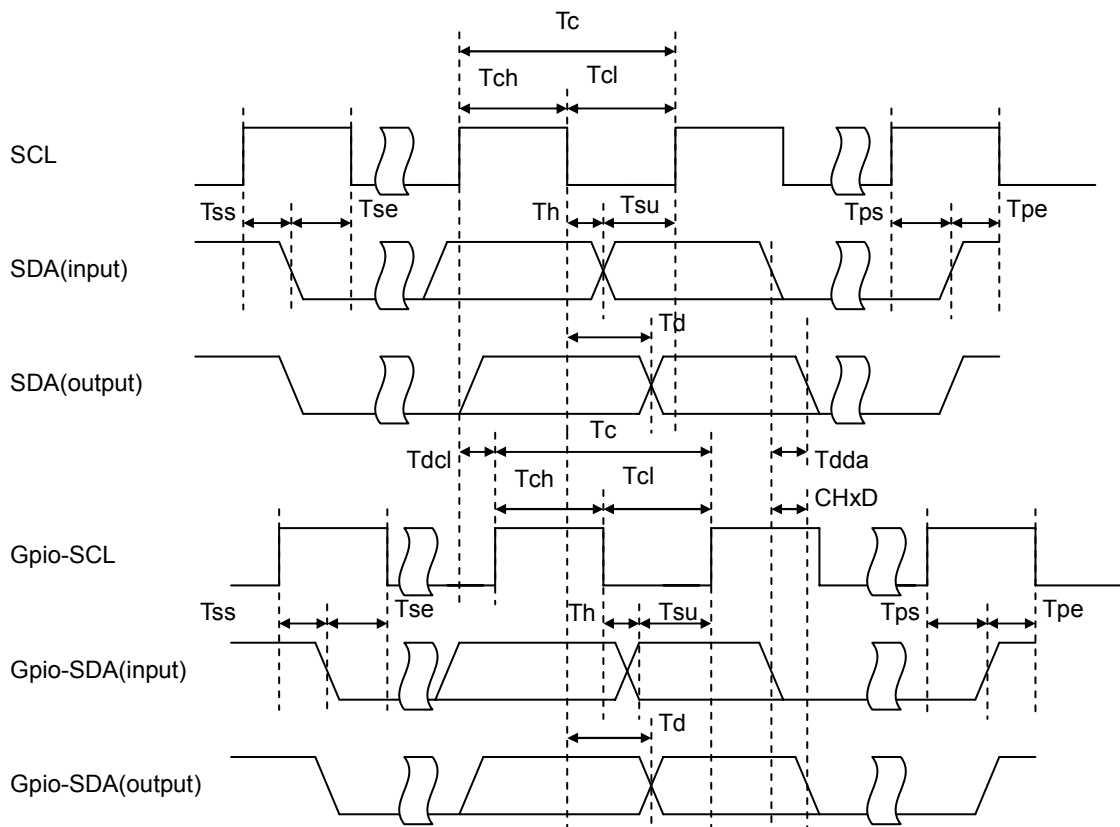 Tc
Tch Tcl
SCL
Tss Tse Th Tsu Tps Tpe
SDA(input)
Td
SDA(output)
Tc
Tdcl Tdda
Tch Tcl CHxD
Gpio-SCL
Tss Tse Th Tsu Tps Tpe
Gpio-SDA(input)
Td
Gpio-SDA(output)